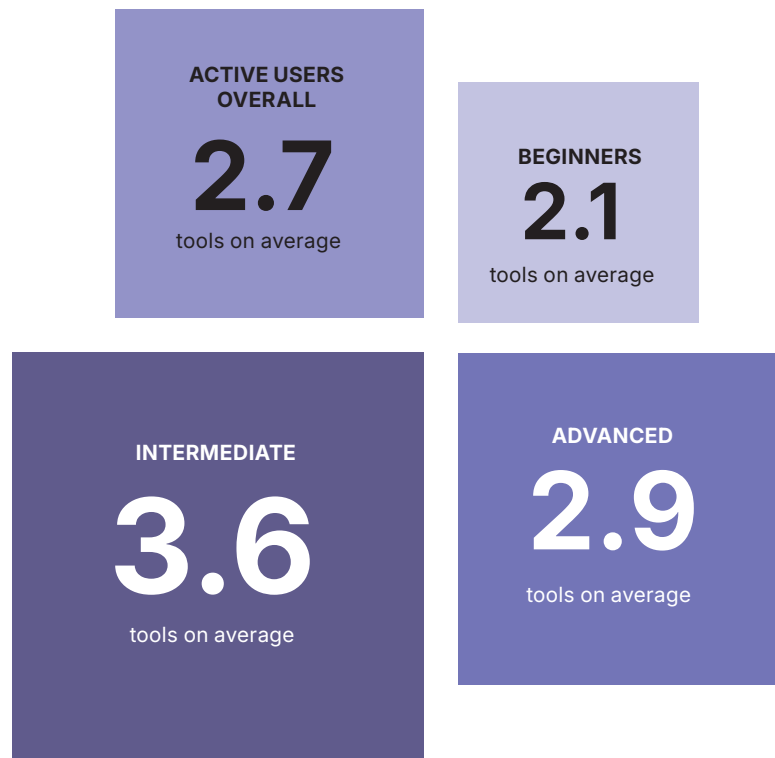 ACTIVE USERS
OVERALL
2.7
tools on average
BEGINNERS
2.1
tools on average
INTERMEDIATE
3.6
tools on average
ADVANCED
2.9
tools on average